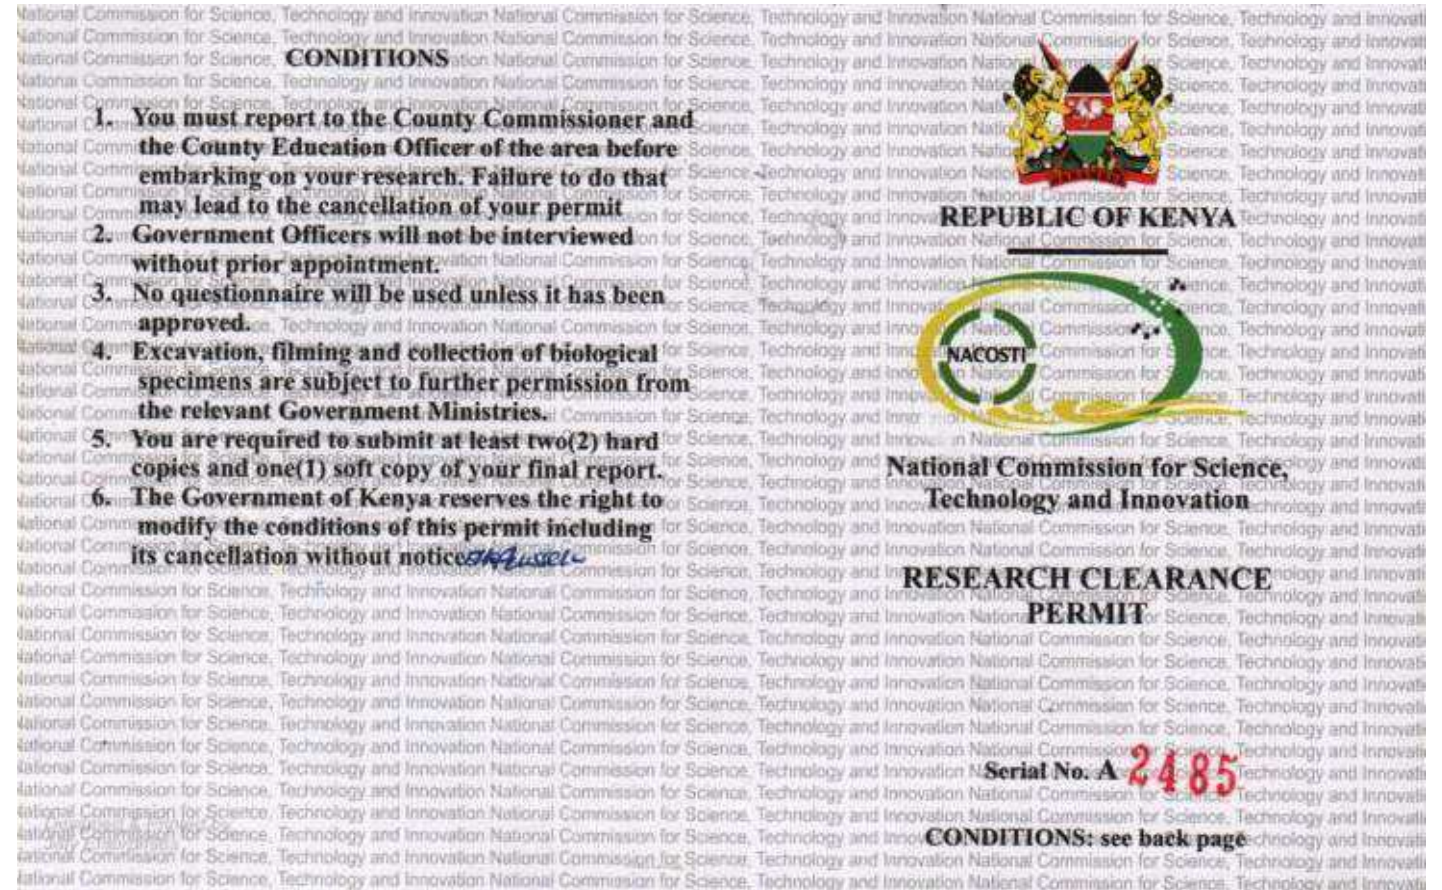 CONDITIONS
1. You must report to the County Commissioner and
the County Education Officer of the area before
embarking on your research. Failure to do that
may lead to the cancellation of your permit
2. Government Officers will not be interviewed
without prior appointment.
3. No questionnaire will be used unless it has been
approved.
4. Excavation, filming and collection of biological
specimens are subject to further permission from
the relevant Government Ministries.
5. You are required to submit at least two(2) hard
copies and one(1) soft copy of your final report.
6. The Government of Kenya reserves the right to
modify the conditions of this permit including
its cancellation without notice
REPUBLIC OF KENYA
NACOSTI
National Commission for Science,
Technology and Innovation
RESEARCH CLEARANCE
PERMIT
Serial No. A 2485
CONDITIONS: see back page